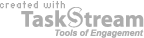 created with
TaskStream
Tools of Engagement